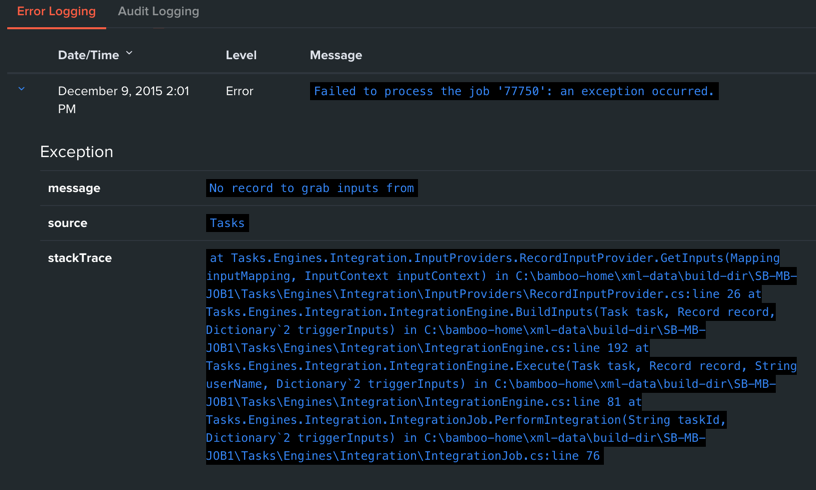 Error Logging Audit Logging
Date/Time Level Message
December 9, 2015 2:01 Error Failed to process the job '77750': an exception occurred.
PM
Exception
message No record to grab inputs from
source Tasks
stackTrace at Tasks.Engines.Integration.InputProviders.RecordInputProvider.GetInputs(Mapping
inputMapping, InputContext inputContext) in C:\bamboo-home\xml-data\build-dir\SB-MB-
JOB1\Tasks\Engines\Integration\InputProviders\RecordInputProvider.cs:line 26 at
Tasks.Engines.Integration.IntegrationEngine.BuildInputs(Task task, Record record,
Dictionary`2 triggerInputs) in C:\bamboo-home\xml-data\build-dir\SB-MB-
JOB1\Tasks\Engines\Integration\IntegrationEngine.cs:line 192 at
Tasks.Engines.Integration.IntegrationEngine.Execute(Task task, Record record, String
userName, Dictionary`2 triggerInputs) in C:\bamboo-home\xml-data\build-dir\SB-MB-
JOB1\Tasks\Engines\Integration\IntegrationEngine.cs:line 81 at
Tasks.Engines.Integration.IntegrationJob.PerformIntegration(String taskId,
Dictionary`2 triggerInputs) in C:\bamboo-home\xml-data\build-dir\SB-MB-
JOB1\Tasks\Engines\Integration\IntegrationJob.cs:line 76